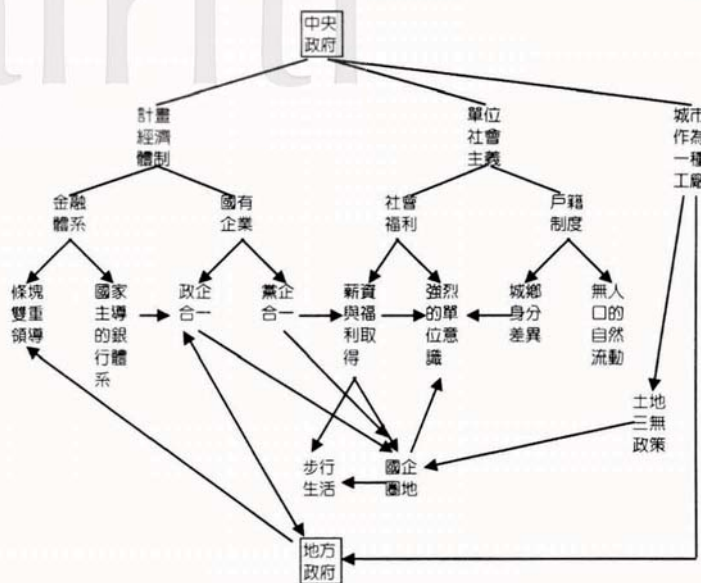 中央
政府
計畫
經濟
體制
單位
社會
主義
城市
作為
一種
工廠
金融
體系
國有
企業
社會
福利
戶籍
制度
條塊
雙重
領導
國家
主導
的銀
行體
系
政企
合一
黨企
合一
薪資
與福
利取
得
強烈
的單
位意
識
城鄉
身分
差異
無人
口的
自然
流動
土地
三無
政策
步行
生活
國企
圈地
地方
政府